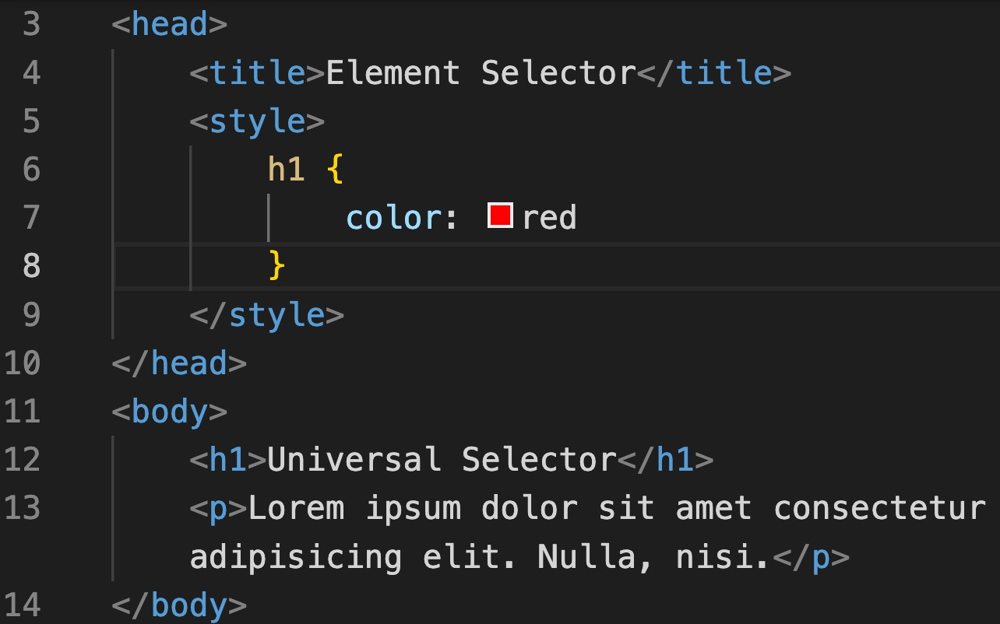 3 <head>
4 <title>Element Selector</title>
5 <style>
6 h1 {
7 color: red
8 }
9 </style>
10 </head>
11 <body>
12 <h1>Universal Selector</h1>
13 <p>Lorem ipsum dolor sit amet consectetur
adipisicing elit. Nulla, nisi.</p>
14 </body>